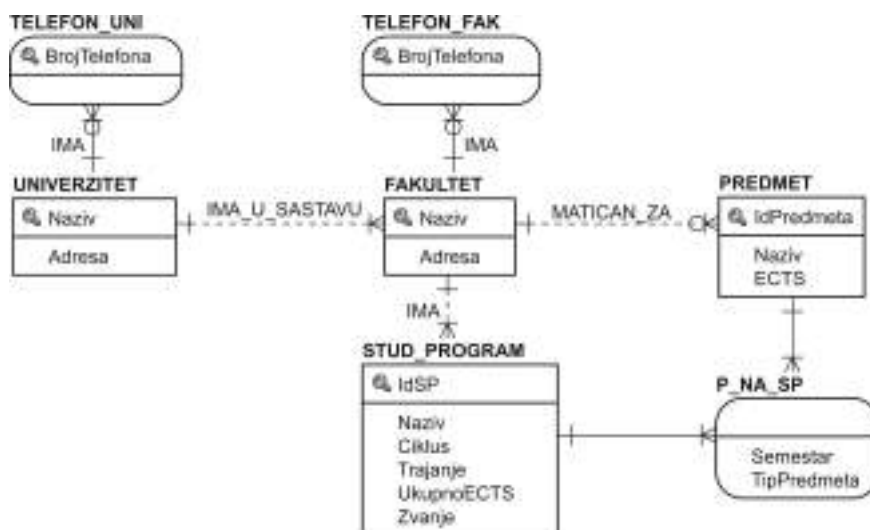 TELEFON_UNI
BrojTelefona
TELEFON_FAK
BrojTelefona
IMA
IMA
UNIVERZITET
Naziv
Adresa
IMA_U_SASTAVU
FAKULTET
Naziv
Adresa
MATICAN_ZA
PREDMET
IdPredmeta
Naziv
ECTS
IMA
STUD_PROGRAM
IdSP
Naziv
Ciklus
Trajanje
UkupnoECTS
Zvanje
P_NA_SP
Semestar
TipPredmeta